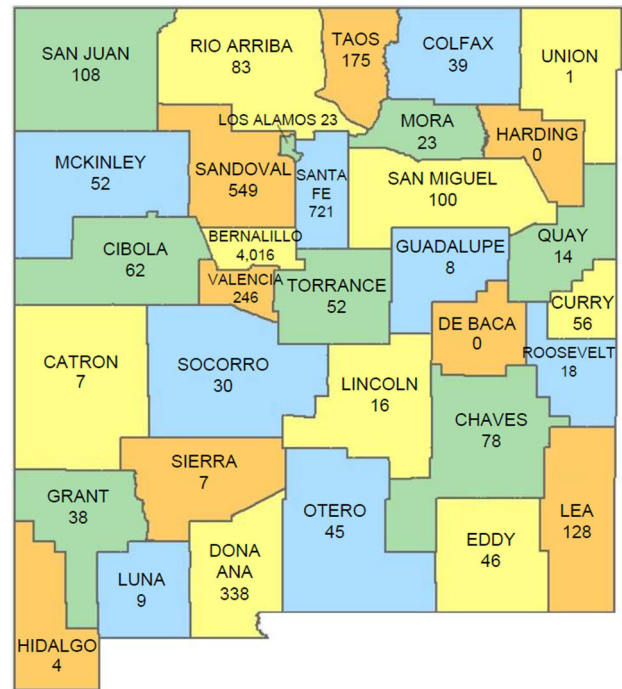 SAN JUAN
108
RIO ARRIBA
83
TAOS
175
COLFAX
39
UNION
1
LOS ALAMOS 23
MORA
23
HARDING
0
MCKINLEY
52
SANDOVAL
549
SANTA
FE
721
SAN MIGUEL
100
CIBOLA
62
BERNALILLO
4,016
GUADALUPE
8
QUAY
14
VALENCIA
246
TORRANCE
52
CURRY
56
DE BACA
0
ROOSEVELT
18
CATRON
7
SOCORRO
30
LINCOLN
16
CHAVES
78
SIERRA
7
GRANT
38
OTERO
45
LEA
128
EDDY
46
DONA
ANA
338
LUNA
9
HIDALGO
4